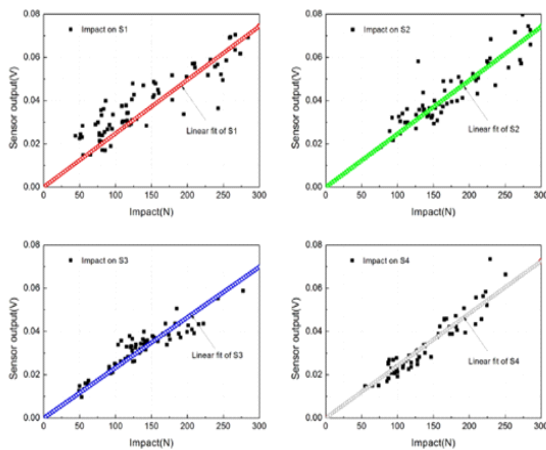 0.08
0.06
0.04
0.02
0.00
Sensor output(V)
Impact on S1
Linear fit of S1
0 50 100 150 200 250 300
Impact(N)
0.08
0.06
0.04
0.02
0.00
Sensor output(V)
Impact on S2
Linear fit of S2
0 50 100 150 200 250 300
Impact(N)
0.08
0.06
0.04
0.02
0.00
Sensor output(V)
Impact on S3
Linear fit of S3
0 50 100 150 200 250 300
Impact(N)
0.08
0.06
0.04
0.02
0.00
Sensor output(V)
Impact on S4
Linear fit of S4
0 50 100 150 200 250 300
Impact(N)